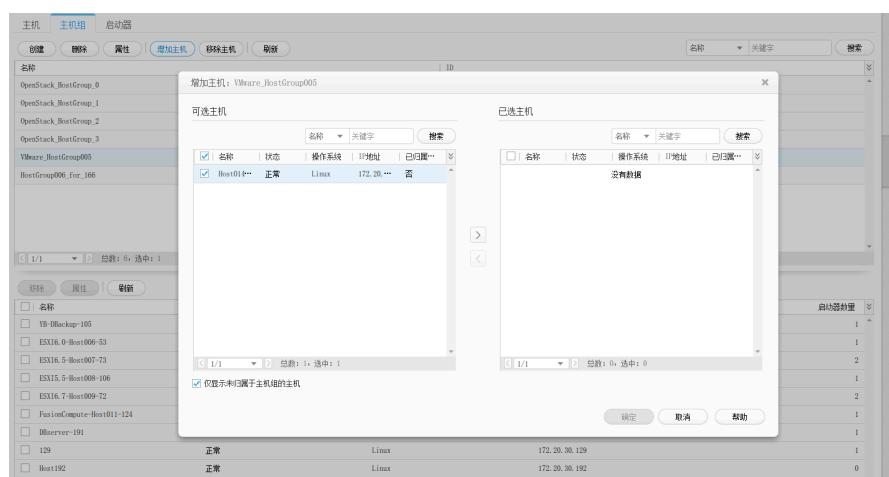 主机 主机组 启动器
创建 删除 属性 增加主机 移除主机 刷新 名称 关键字 搜索
名称 ID
OpenStack_HostGroup_0
OpenStack_HostGroup_1
OpenStack_HostGroup_2
OpenStack_HostGroup_3
VMware_HostGroup005
HostGroup006_for_166
1/1 总数：6，选中：1
增加主机：VMware_HostGroup005
可选主机 已选主机
名称 关键字 搜索 名称 关键字 搜索
名称 状态 操作系统 IP地址 已归属… 名称 状态 操作系统 IP地址 已归属…
Host014… 正常 Linux 172.20.… 否 没有数据
1/1 总数：1，选中：1 1/1 总数：0，选中：0
仅显示未归属于主机组的主机
确定 取消 帮助
移除 属性 刷新
名称 启动器数量
YB-DBackup-105 1
ESXI6.0-Host006-53 1
ESXI6.5-Host007-73 2
ESXI5.5-Host008-106 1
ESXI6.7-Host009-72 2
FusionCompute-Host011-124 1
DBserver-191 1
129 正常 Linux 172.20.30.129 1
Host192 正常 Linux 172.20.30.192 0